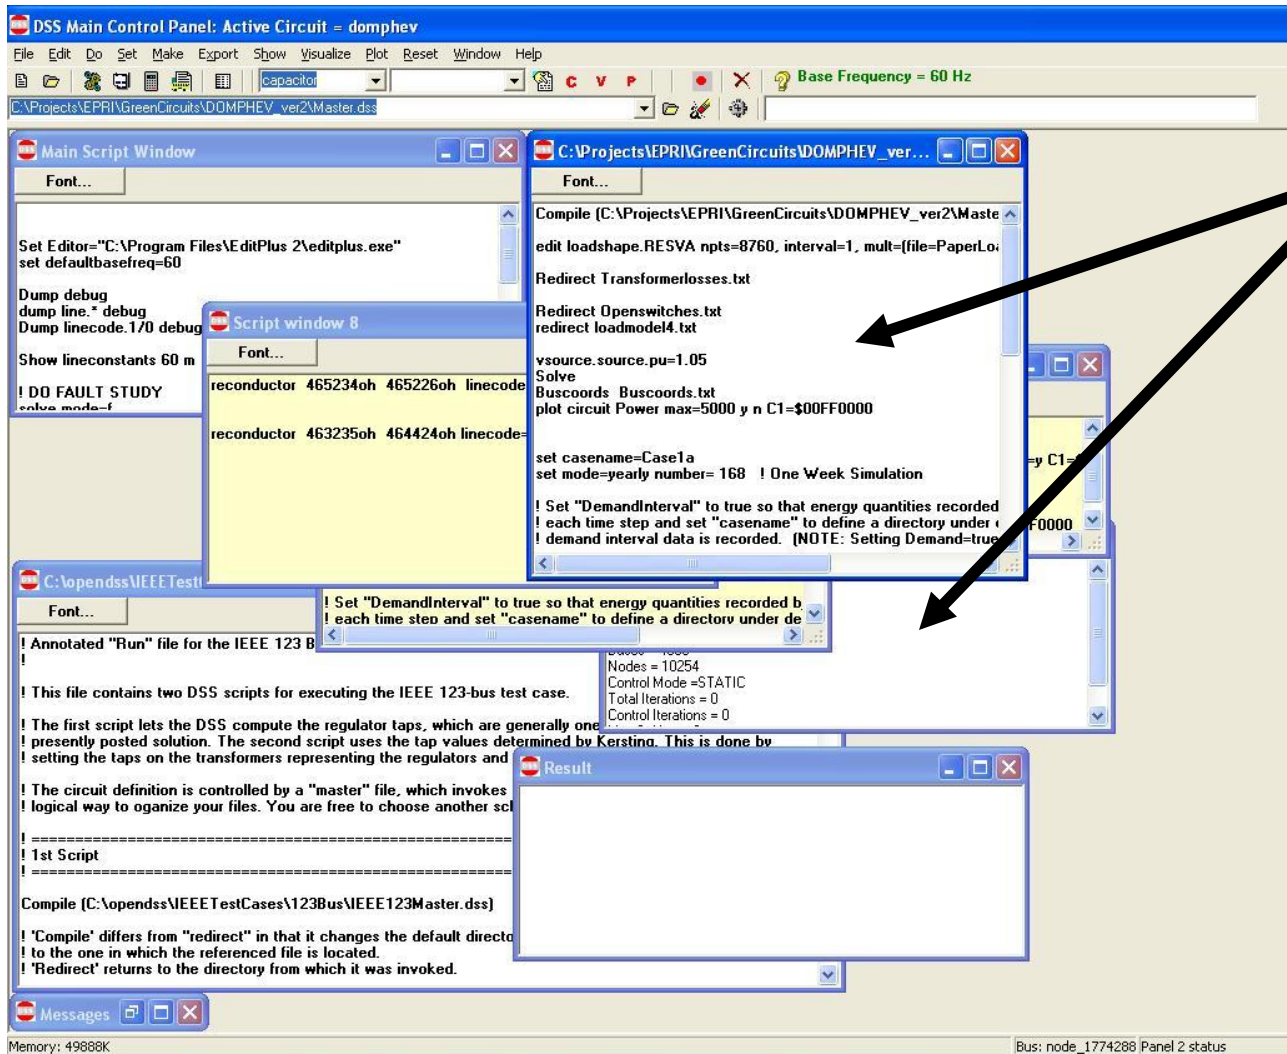 DSS Main Control Panel: Active Circuit = domphev
File Edit Do Set Make Export Show Visualize Plot Reset Window Help
capacitor C V P Base Frequency = 60 Hz
C:\Projects\EPRI\GreenCircuits\DOMPHEV_ver2\Master.dss
Main Script Window
Font...
Set Editor="C:\Program Files\EditPlus 2\editplus.exe"
set defaultbasefreq=60
Dump debug
dump line.* debug
Dump linecode.1/0 debug
Show lineconstants 60 m
! DO FAULT STUDY
solve mode=f
C:\Projects\EPRI\GreenCircuits\DOMPHEV_ver...
Font...
Compile (C:\Projects\EPRI\GreenCircuits\DOMPHEV_ver2\Maste
edit loadshape.RESVA npts=8760, interval=1, mult=(file=PaperLo
Redirect Transformerlosses.txt
Redirect Openswitches.txt
redirect loadmodel4.txt
vsource.source.pu=1.05
Solve
Buscoords Buscoords.txt
plot circuit Power max=5000 y n C1=$00FF0000
set casename=Case1a
set mode=yearly number= 168 ! One Week Simulation
! Set "DemandInterval" to true so that energy quantities recorded
! each time step and set "casename" to define a directory under
! demand interval data is recorded. (NOTE: Setting Demand=true
Script window 8
Font...
reconductor 465234oh 465226oh linecode
reconductor 463235oh 464424oh linecode=
=y C1=
F0000
! Set "DemandInterval" to true so that energy quantities recorded b
! each time step and set "casename" to define a directory under de
Nodes = 10254
Control Mode =STATIC
Total Iterations = 0
Control Iterations = 0
C:\opendss\IEEETest
Font...
! Annotated "Run" file for the IEEE 123 B
!
! This file contains two DSS scripts for executing the IEEE 123-bus test case.
! The first script lets the DSS compute the regulator taps, which are generally one
! presently posted solution. The second script uses the tap values determined by Kersting. This is done by
! setting the taps on the transformers representing the regulators and
! The circuit definition is controlled by a "master" file, which invokes
! logical way to oganize your files. You are free to choose another sc
! ==========================================================
! 1st Script
! ==========================================================
Compile (C:\opendss\IEEETestCases\123Bus\IEEE123Master.dss)
! 'Compile' differs from "redirect" in that it changes the default directo
! to the one in which the referenced file is located.
! 'Redirect' returns to the directory from which it was invoked.
Result
Messages
Memory: 49888K
Bus: node_1774288 Panel 2 status